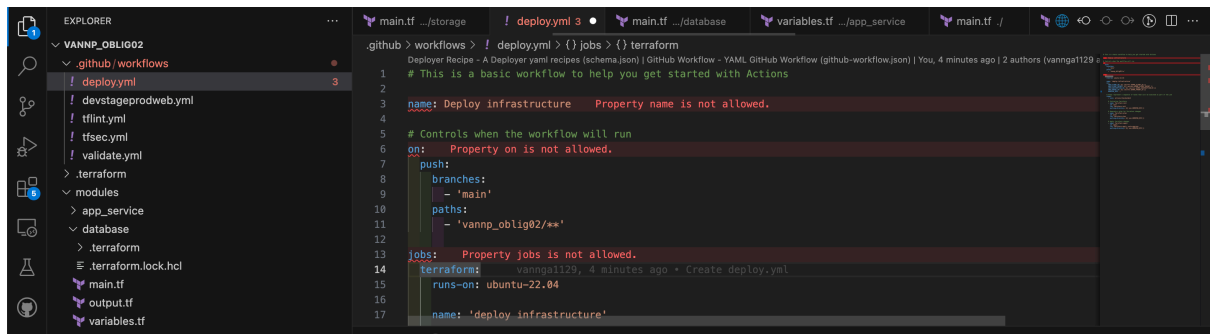 EXPLORER
...
VANNP_OBLIG02
.github/workflows
! deploy.yml 3
! devstageprodweb.yml
! tflint.yml
! tfsec.yml
! validate.yml
.terraform
modules
app_service
database
.terraform
.terraform.lock.hcl
main.tf
output.tf
variables.tf
1
5
main.tf .../storage
! deploy.yml 3
main.tf .../database
variables.tf .../app_service
main.tf ./
...
.github > workflows > ! deploy.yml > {} jobs > {} terraform
Deployer Recipe - A Deployer yaml recipes (schema.json) | GitHub Workflow - YAML GitHub Workflow (github-workflow.json) | You, 4 minutes ago | 2 authors (vannga1129 a
1 # This is a basic workflow to help you get started with Actions
2
3 name: Deploy infrastructure Property name is not allowed.
4
5 # Controls when the workflow will run
6 on: Property on is not allowed.
7 push:
8 branches:
9 - 'main'
10 paths:
11 - 'vannp_oblig02/**'
12
13 jobs: Property jobs is not allowed.
14 terraform: vannga1129, 4 minutes ago • Create deploy.yml
15 runs-on: ubuntu-22.04
16
17 name: 'deploy infrastructure'